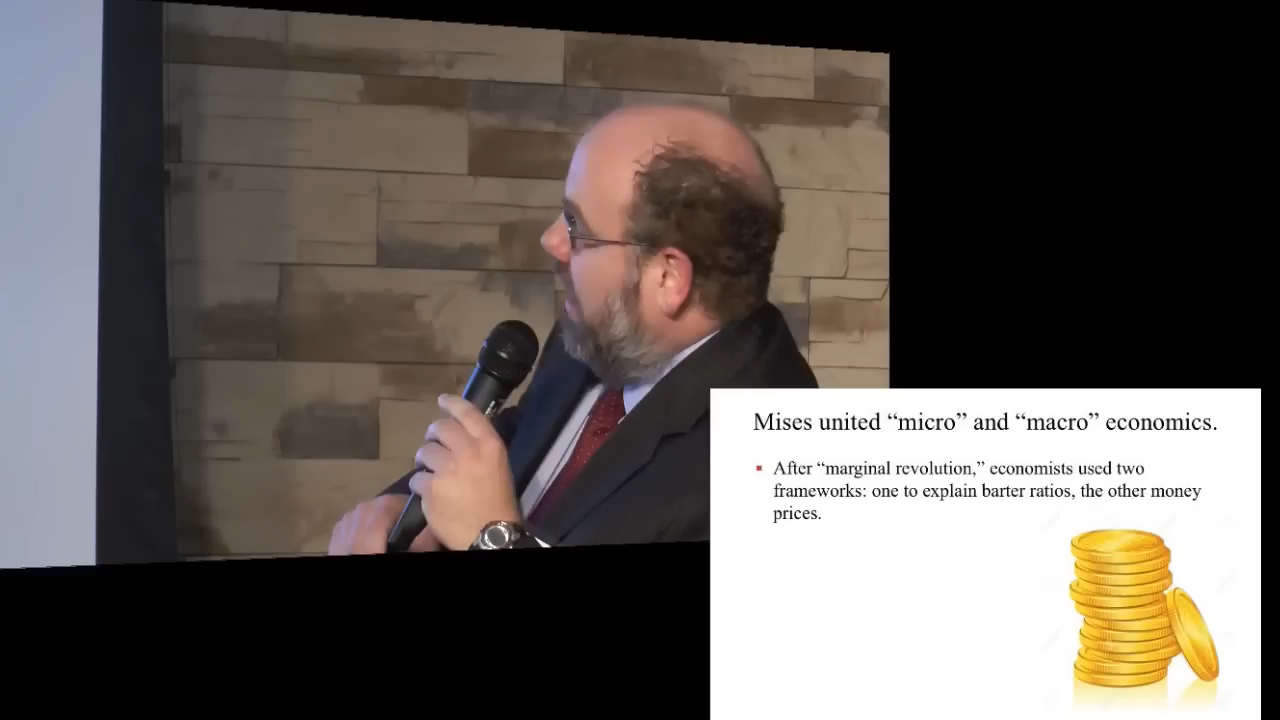 Mises united “micro” and “macro” economics.
After “marginal revolution,” economists used two
frameworks: one to explain barter ratios, the other money
prices.